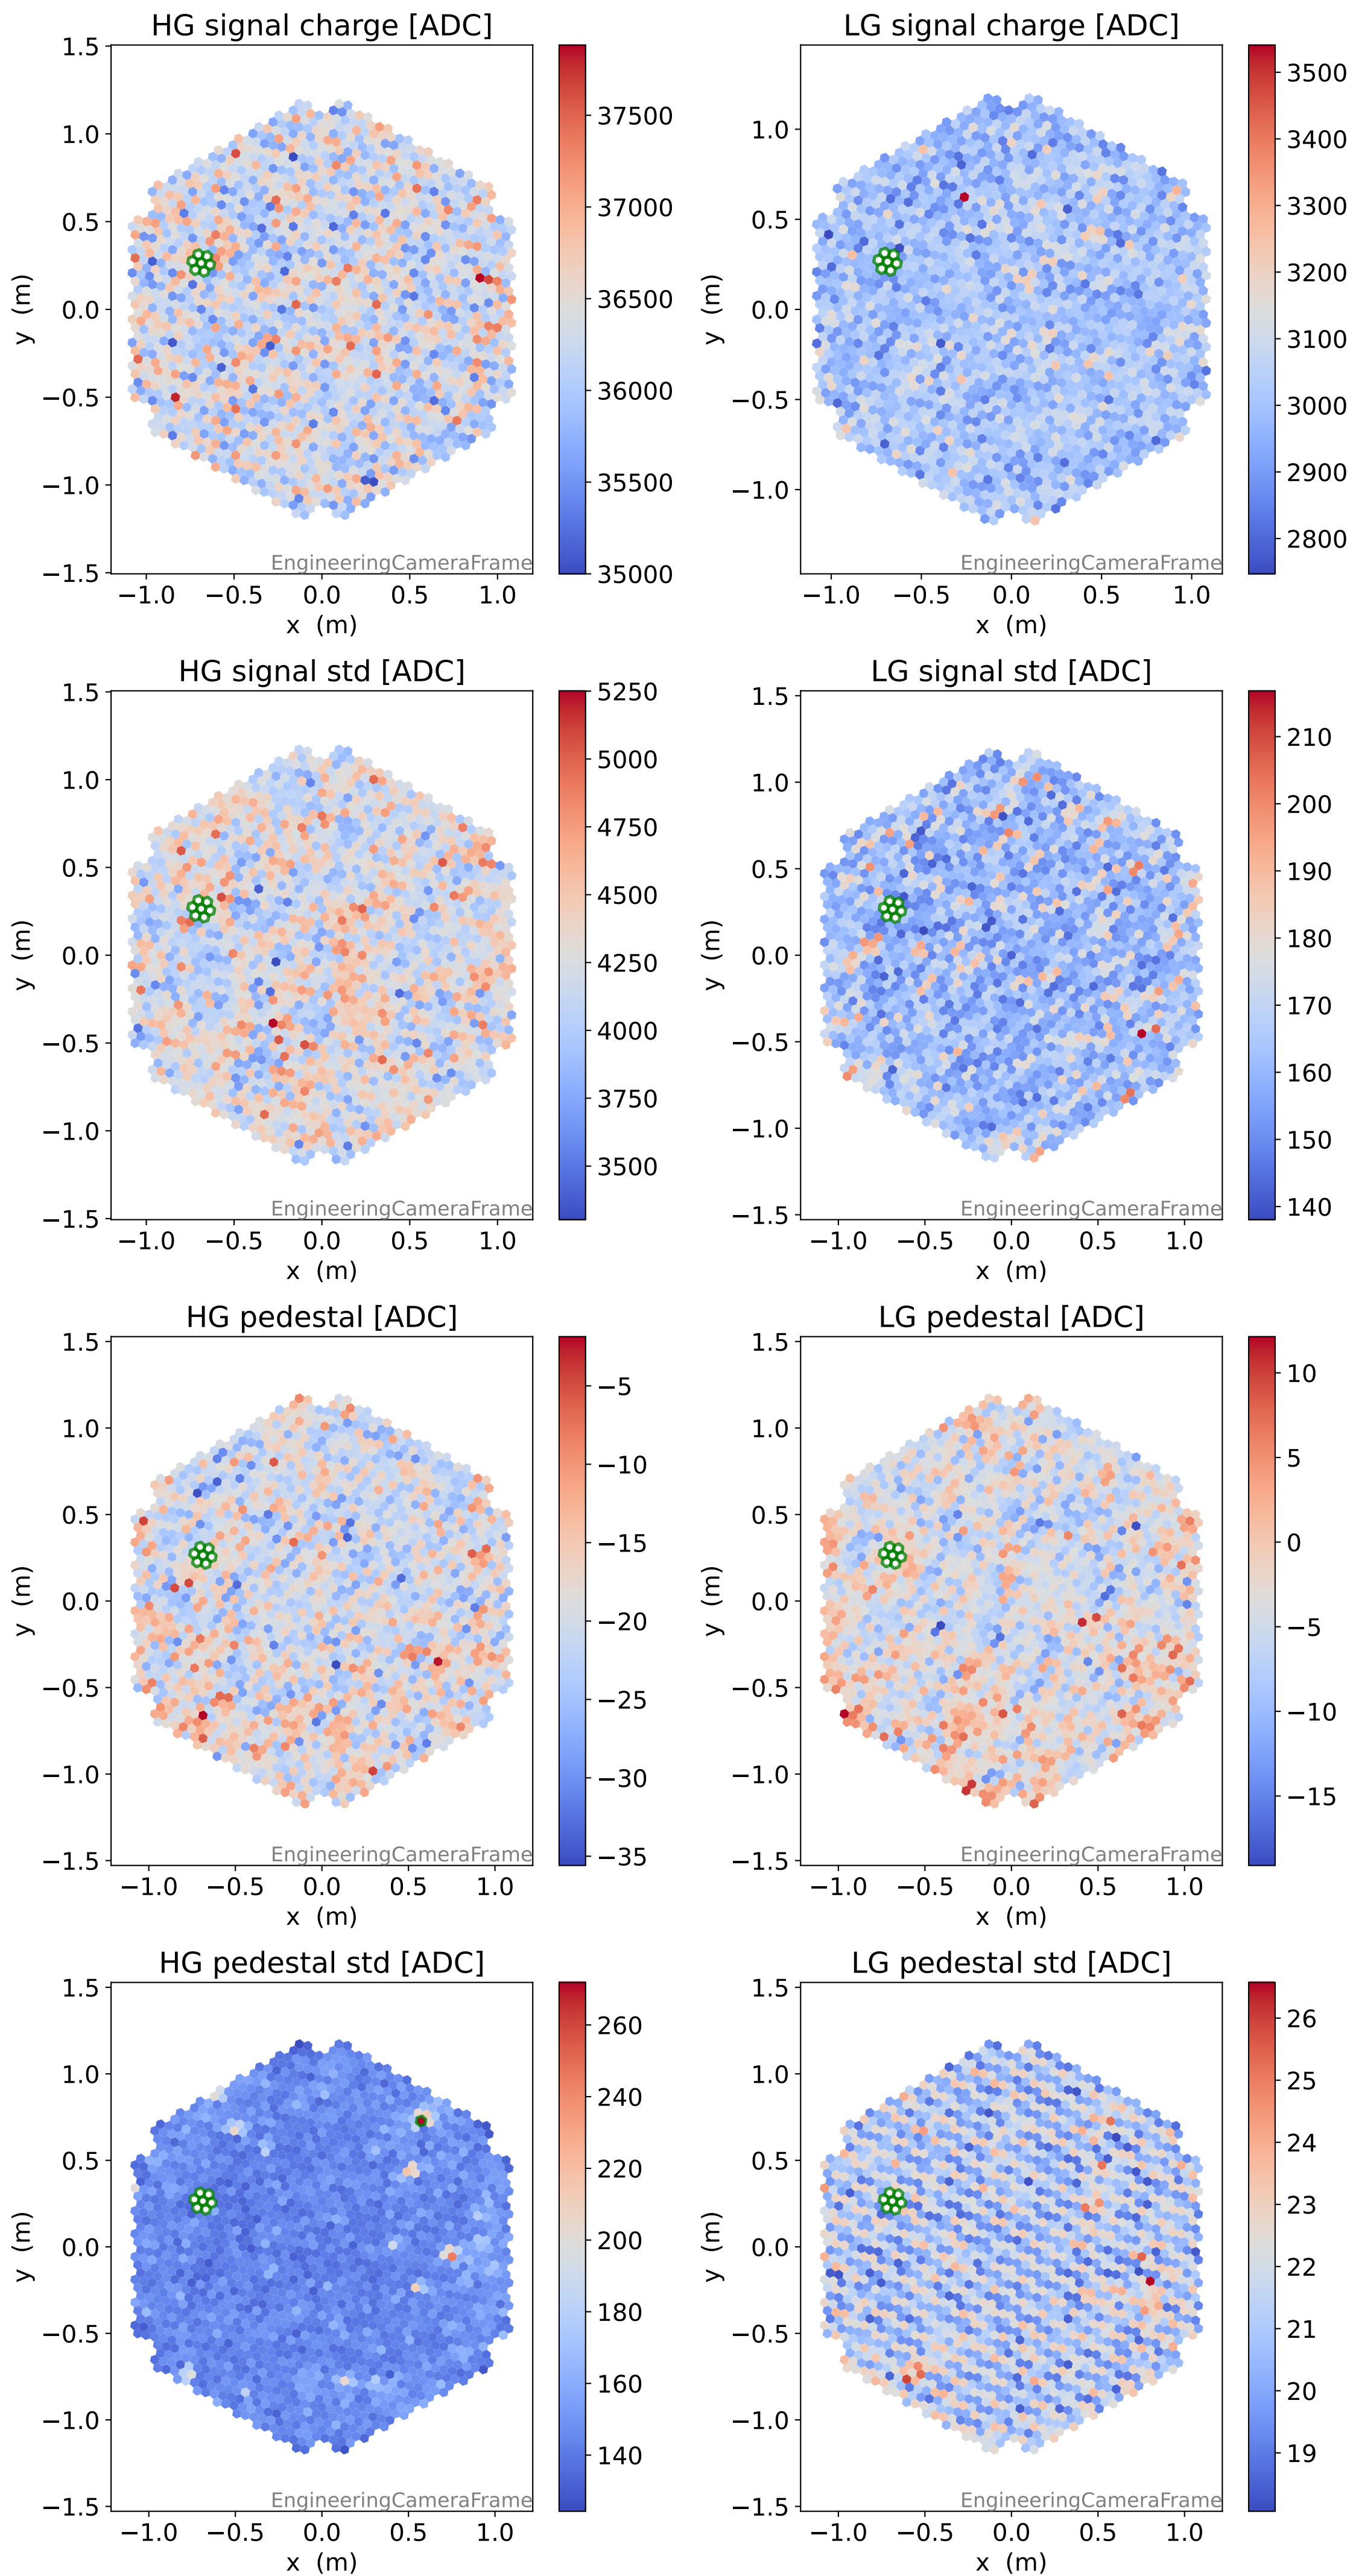 HG signal charge [ADC]
LG signal charge [ADC]
1.5
1.0
0.5
0.0
−0.5
−1.0
−1.5
y (m)
−1.0 −0.5 0.0 0.5 1.0
x (m)
EngineeringCameraFrame
37500
37000
36500
36000
35500
35000
1.0
0.5
0.0
−0.5
−1.0
y (m)
−1.0 −0.5 0.0 0.5 1.0
x (m)
EngineeringCameraFrame
3500
3400
3300
3200
3100
3000
2900
2800
HG signal std [ADC]
LG signal std [ADC]
1.5
1.0
0.5
0.0
−0.5
−1.0
−1.5
y (m)
−1.0 −0.5 0.0 0.5 1.0
x (m)
EngineeringCameraFrame
5250
5000
4750
4500
4250
4000
3750
3500
1.5
1.0
0.5
0.0
−0.5
−1.0
−1.5
y (m)
−1.0 −0.5 0.0 0.5 1.0
x (m)
EngineeringCameraFrame
210
200
190
180
170
160
150
140
HG pedestal [ADC]
LG pedestal [ADC]
1.5
1.0
0.5
0.0
−0.5
−1.0
−1.5
y (m)
−1.0 −0.5 0.0 0.5 1.0
x (m)
EngineeringCameraFrame
−5
−10
−15
−20
−25
−30
−35
1.5
1.0
0.5
0.0
−0.5
−1.0
−1.5
y (m)
−1.0 −0.5 0.0 0.5 1.0
x (m)
EngineeringCameraFrame
10
5
0
−5
−10
−15
HG pedestal std [ADC]
LG pedestal std [ADC]
1.5
1.0
0.5
0.0
−0.5
−1.0
−1.5
y (m)
−1.0 −0.5 0.0 0.5 1.0
x (m)
EngineeringCameraFrame
260
240
220
200
180
160
140
1.5
1.0
0.5
0.0
−0.5
−1.0
−1.5
y (m)
−1.0 −0.5 0.0 0.5 1.0
x (m)
EngineeringCameraFrame
26
25
24
23
22
21
20
19